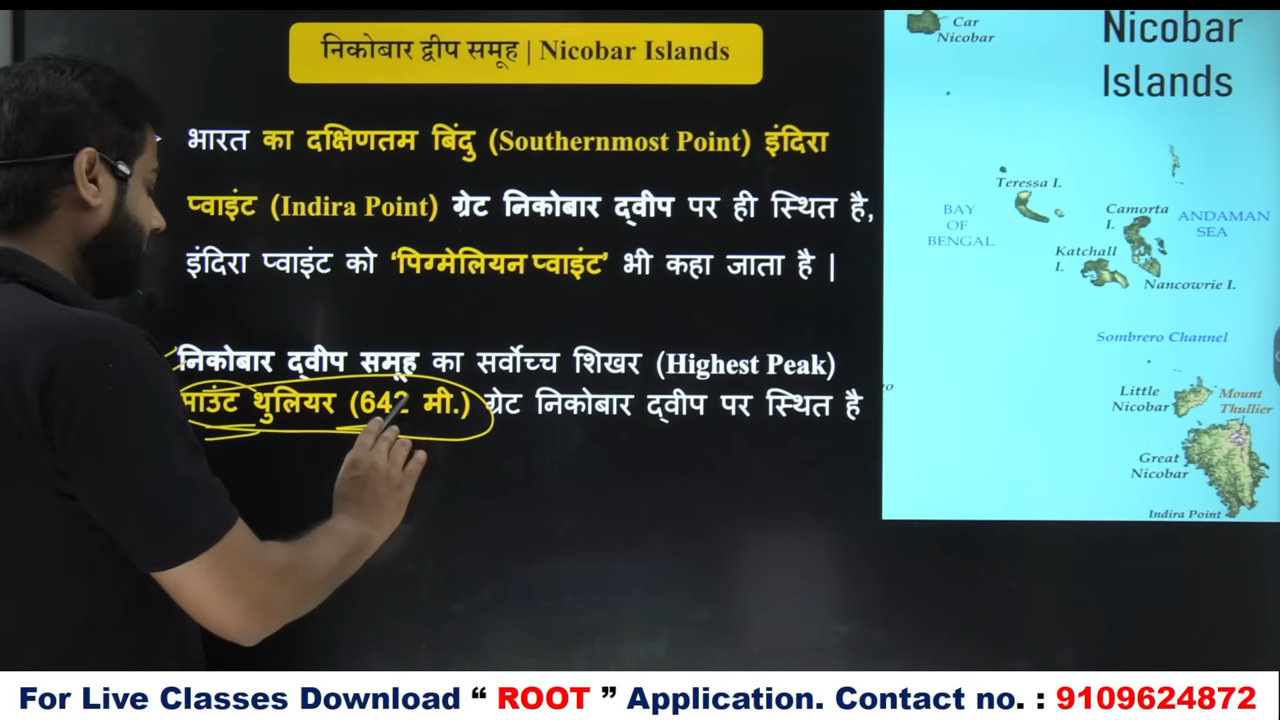 निकोबार द्वीप समूह | Nicobar Islands
भारत का दक्षिणतम बिंदु (Southernmost Point) इंदिरा
प्वाइंट (Indira Point) ग्रेट निकोबार द्वीप पर ही स्थित है,
इंदिरा प्वाइंट को ‘पिग्मेलियन प्वाइंट’ भी कहा जाता है |
निकोबार द्वीप समूह का सर्वोच्च शिखर (Highest Peak)
माउंट थुलियर (642 मी.) ग्रेट निकोबार द्वीप पर स्थित है
Nicobar
Islands
Car
Nicobar
Teressa I.
BAY
OF
BENGAL
Camorta
I.
ANDAMAN
SEA
Katchall
I.
Nancowrie I.
Sombrero Channel
Little
Nicobar
Mount
Thullier
Great
Nicobar
Indira Point
For Live Classes Download “ ROOT ” Application. Contact no. : 9109624872